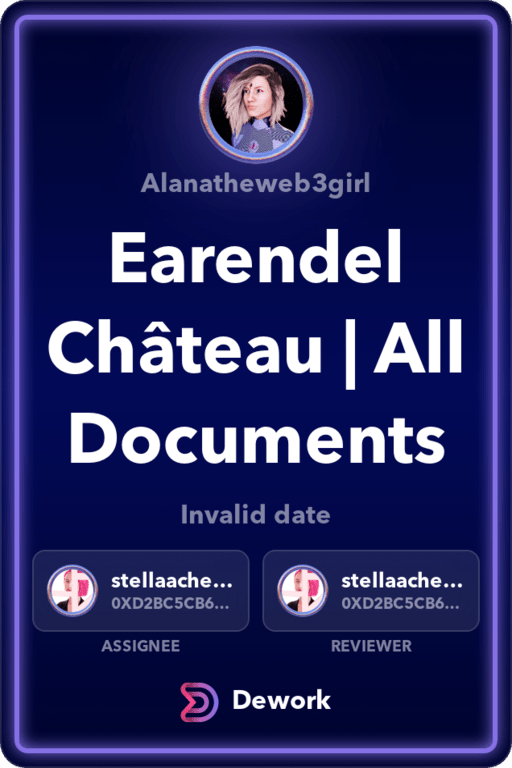 Alanatheweb3girl
Earendel
Château | All
Documents
Invalid date
stellaache...
0XD2BC5CB6...
stellaache...
0XD2BC5CB6...
ASSIGNEE
REVIEWER
Dework